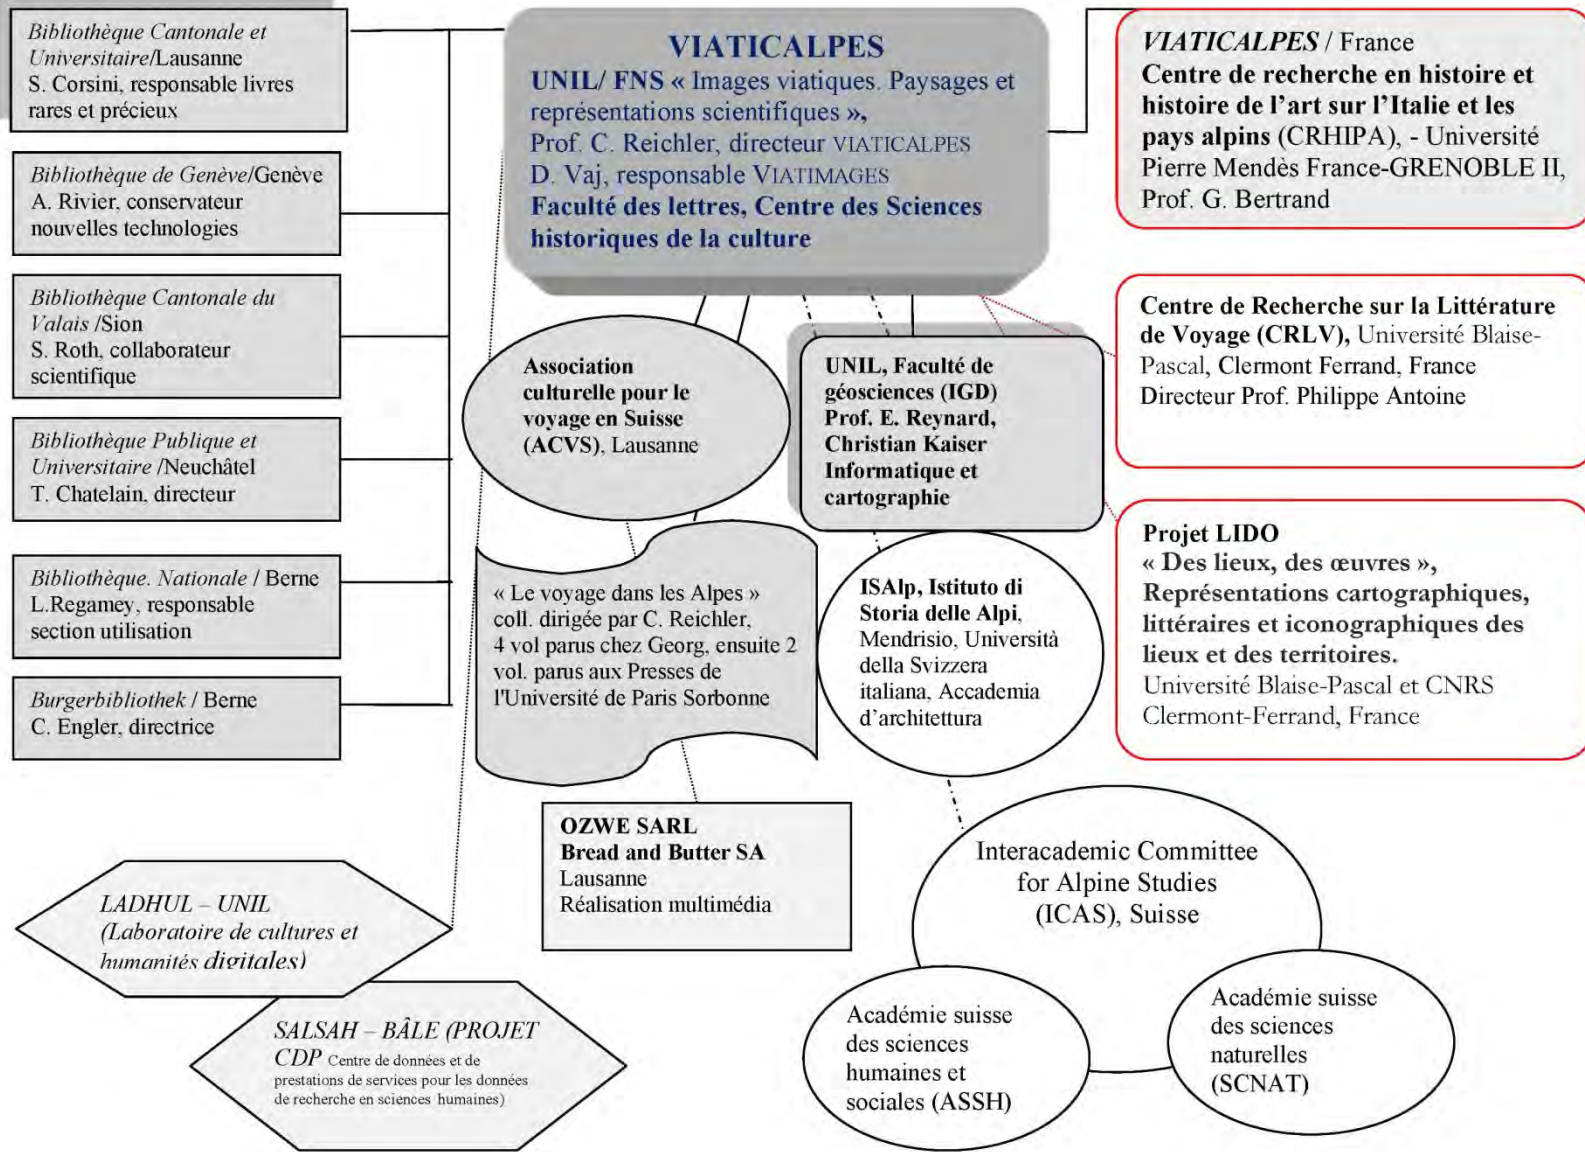 Bibliothèque Cantonale et
Universitaire/Lausanne
S. Corsini, responsable livres
rares et précieux
Bibliothèque de Genève/Genève
A. Rivier, conservateur
nouvelles technologies
Bibliothèque Cantonale du
Valais /Sion
S. Roth, collaborateur
scientifique
Bibliothèque Publique et
Universitaire /Neuchâtel
T. Chatelain, directeur
Bibliothèque. Nationale / Berne
L.Regamey, responsable
section utilisation
Burgerbibliothek / Berne
C. Engler, directrice
VIATICALPES
UNIL/ FNS « Images viatiques. Paysages et
représentations scientifiques »,
Prof. C. Reichler, directeur VIATICALPES
D. Vaj, responsable VIATIMAGES
Faculté des lettres, Centre des Sciences
historiques de la culture
VIATICALPES / France
Centre de recherche en histoire et
histoire de l'art sur l'Italie et les
pays alpins (CRHIPA), - Université
Pierre Mendès France-GRENOBLE II,
Prof. G. Bertrand
Centre de Recherche sur la Littérature
de Voyage (CRLV), Université Blaise-
Pascal, Clermont Ferrand, France
Directeur Prof. Philippe Antoine
Projet LIDO
« Des lieux, des œuvres »,
Représentations cartographiques,
littéraires et iconographiques des
lieux et des territoires.
Université Blaise-Pascal et CNRS
Clermont-Ferrand, France
Association
culturelle pour le
voyage en Suisse
(ACVS), Lausanne
UNIL, Faculté de
géosciences (IGD)
Prof. E. Reynard,
Christian Kaiser
Informatique et
cartographie
« Le voyage dans les Alpes »
coll. dirigée par C. Reichler,
4 vol parus chez Georg, ensuite 2
vol. parus aux Presses de
l'Université de Paris Sorbonne
ISAlp, Istituto di
Storia delle Alpi,
Mendrisio, Università
della Svizzera
italiana, Accademia
d'architettura
OZWE SARL
Bread and Butter SA
Lausanne
Réalisation multimédia
Interacademic Committee
for Alpine Studies
(ICAS), Suisse
Académie suisse
des sciences
humaines et
sociales (ASSH)
Académie suisse
des sciences
naturelles
(SCNAT)
LADHUL – UNIL
(Laboratoire de cultures et
humanités digitales)
SALSAH – BÂLE (PROJET
CDP Centre de données et de
prestations de services pour les données
de recherche en sciences humaines)